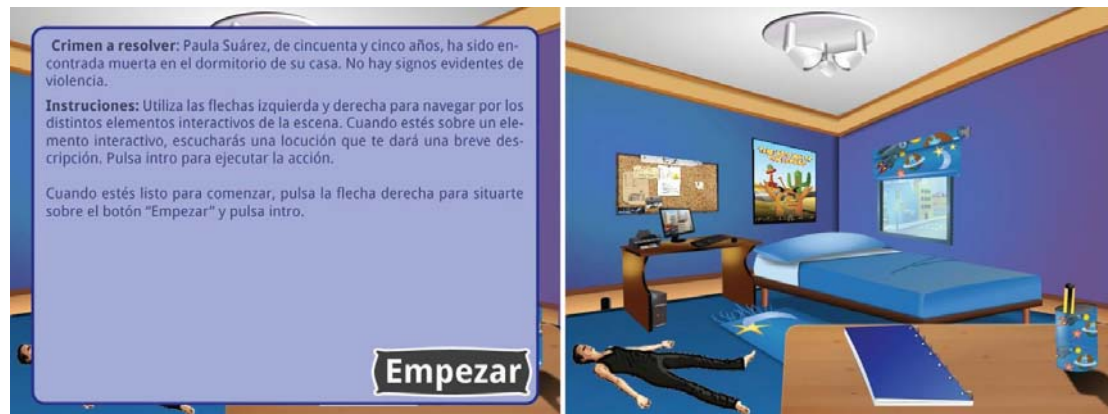 Crimen a resolver: Paula Suárez, de cincuenta y cinco años, ha sido en-
contrada muerta en el dormitorio de su casa. No hay signos evidentes de
violencia.
Instruciones: Utiliza las flechas izquierda y derecha para navegar por los
distintos elementos interactivos de la escena. Cuando estés sobre un ele-
mento interactivo, escucharás una locución que te dará una breve des-
cripción. Pulsa intro para ejecutar la acción.
Cuando estés listo para comenzar, pulsa la flecha derecha para situarte
sobre el botón “Empezar” y pulsa intro.
Empezar